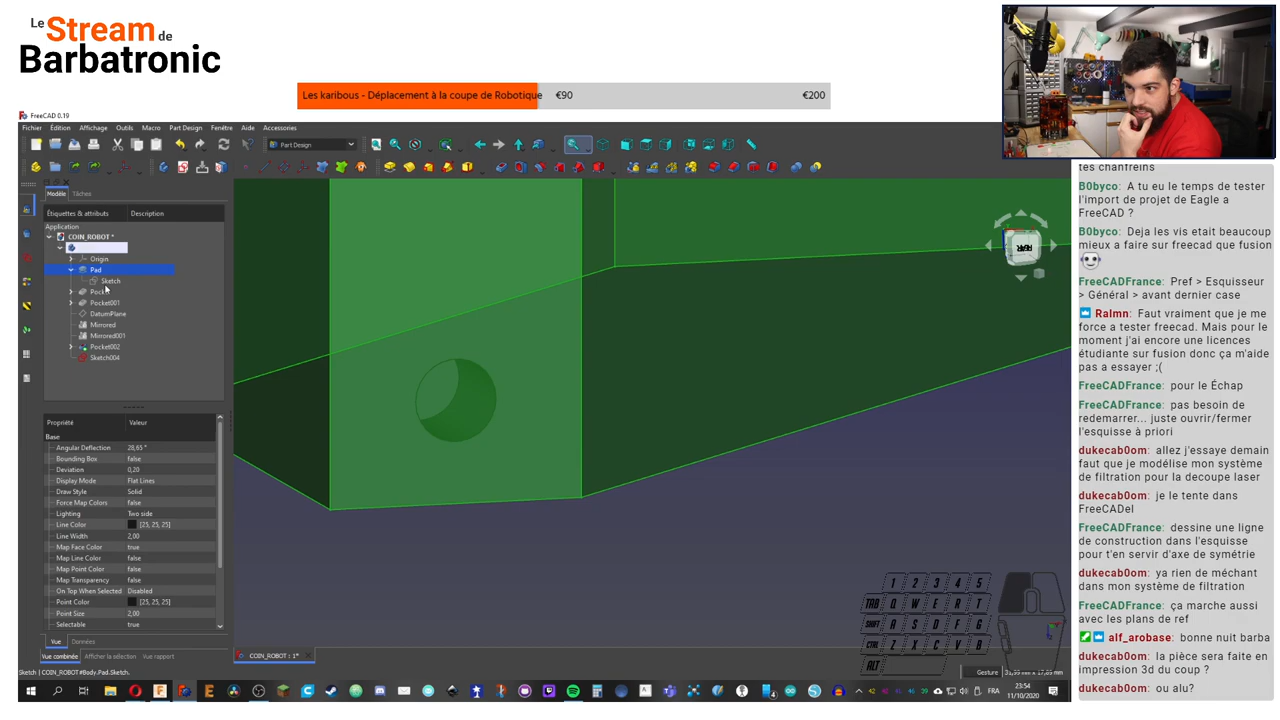 Le
Stream de
Barbatronic
Les karibous - Déplacement à la coupe de Robotique €90 €200
FreeCAD 0.19
Fichier Édition Affichage Outils Macro Part Design Fenêtre Aide Accessories
Part Design
Modèle Tâches
Étiquettes & attributs Description
Application
COIN_ROBOT *
Origin
Pad
Sketch
Pocket001
DatumPlane
Mirrored
Mirrored001
Pocket002
Sketch004
Propriété Valeur
Base
Angular Deflection 28,65 °
Bounding Box false
Deviation 0,20
Display Mode Flat Lines
Draw Style Solid
Force Map Colors false
Lighting Two side
Line Color [25, 25, 25]
Line Width 2,00
Map Face Color true
Map Line Color false
Map Point Color false
Map Transparency false
On Top When Selected Disabled
Point Color [25, 25, 25]
Point Size 2,00
Selectable true
Vue Données
Vue combinée Afficher la sélection Vue rapport
COIN_ROBOT : 1*
Sketch | COIN_ROBOT#Body.Pad.Sketch.
Gesture
1 2 3 4 5
TAB Q W E R T
SHIFT A S D F G
CTRL Z X C V B
ALT
FRA
23:54
11/10/2020
tes chanfreins
B0byco: A tu eu le temps de tester
l'import de projet de Eagle a
FreeCAD ?
B0byco: Deja les vis etait beaucoup
mieux a faire sur freecad que fusion
FreeCADFrance: Pref > Esquisseur
> Général > avant dernier case
Ralmn: Faut vraiment que je me
force a tester freecad. Mais pour le
moment j'ai encore une licences
étudiante sur fusion donc ça m'aide
pas a essayer ;(
FreeCADFrance: pour le Échap
FreeCADFrance: pas besoin de
redemarrer... juste ouvrir/fermer
l'esquisse à priori
dukecab0om: allez j'essaye demain
faut que je modélise mon système
de filtration pour la decoupe laser
dukecab0om: je le tente dans
FreeCADel
FreeCADFrance: dessine une ligne
de construction dans l'esquisse
pour t'en servir d'axe de symétrie
dukecab0om: ya rien de méchant
dans mon système de filtration
FreeCADFrance: ça marche aussi
avec les plans de ref
alf_arobase: bonne nuit barba
dukecab0om: la pièce sera faite en
impression 3d du coup ?
dukecab0om: ou alu?